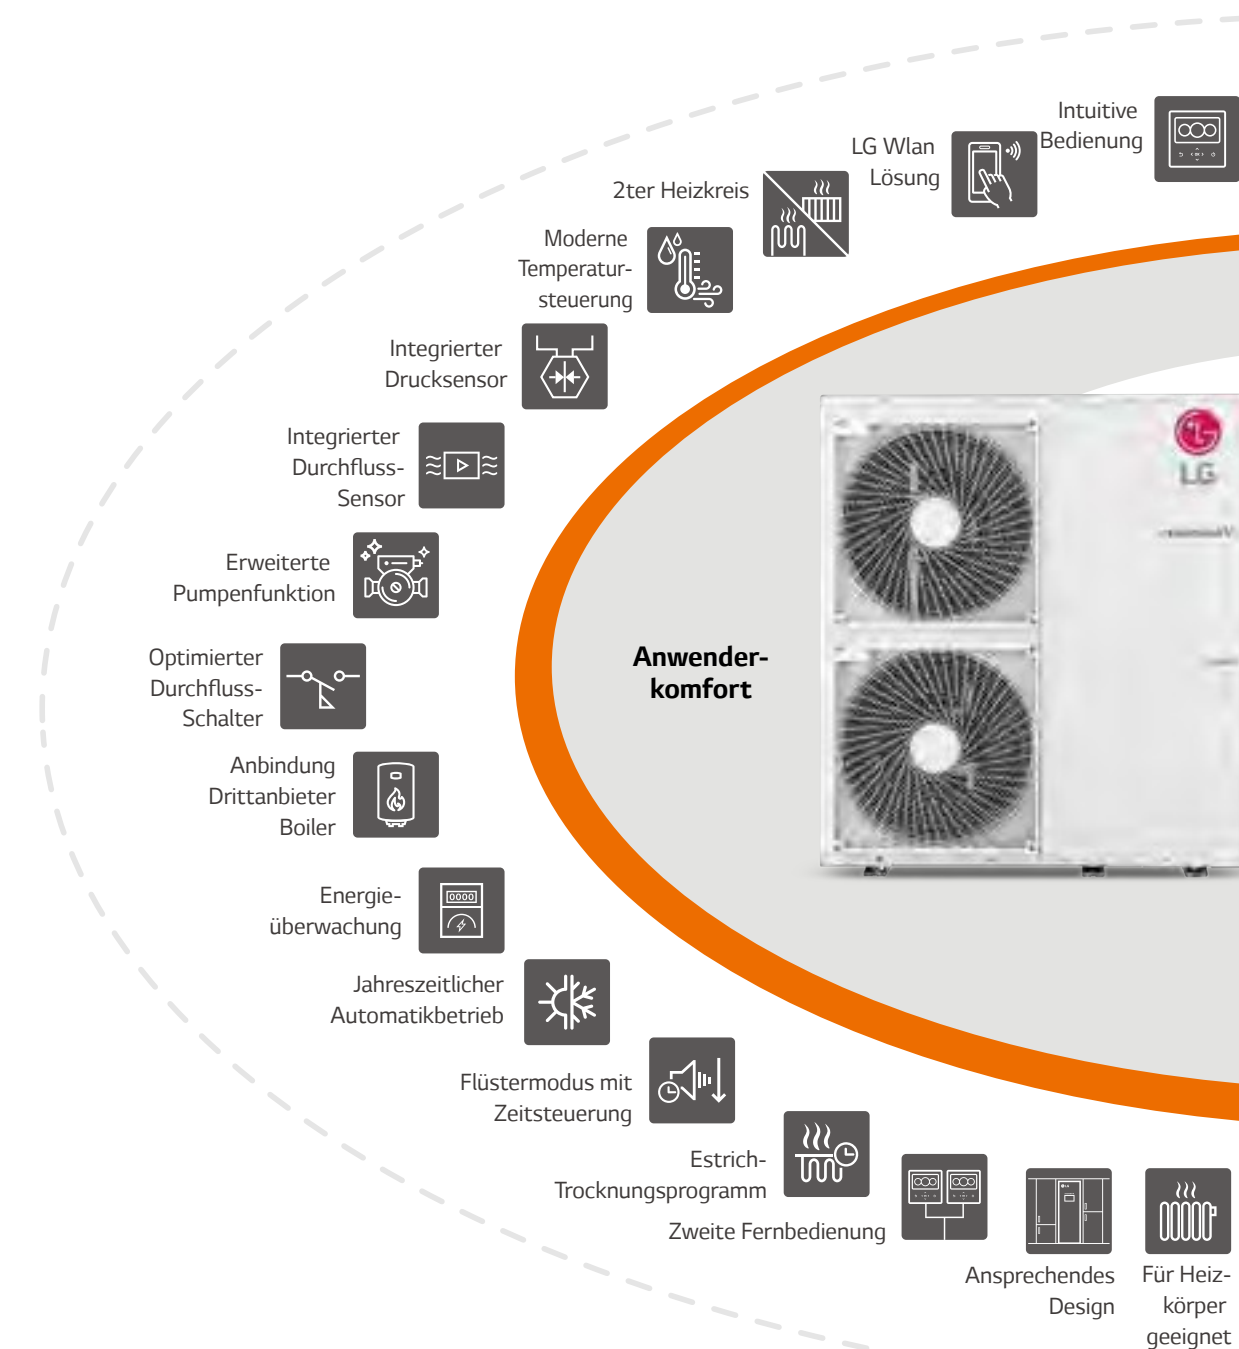 Intuitive
Bedienung
LG Wlan
Lösung
2ter Heizkreis
Moderne
Temperatur-
steuerung
Integrierter
Drucksensor
Integrierter
Durchfluss-
Sensor
Erweiterte
Pumpenfunktion
Optimierter
Durchfluss-
Schalter
Anbindung
Drittanbieter
Boiler
Energie-
überwachung
Jahreszeitlicher
Automatikbetrieb
Flüstermodus mit
Zeitsteuerung
Estrich-
Trocknungsprogramm
Zweite Fernbedienung
Ansprechendes
Design
Für Heiz-
körper
geeignet
Anwender-
komfort
LG
0000